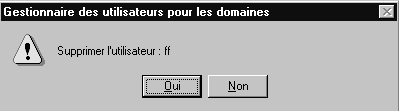 Gestionnaire des utilisateurs pour les domaines
Supprimer l'utilisateur : ff
Oui Non